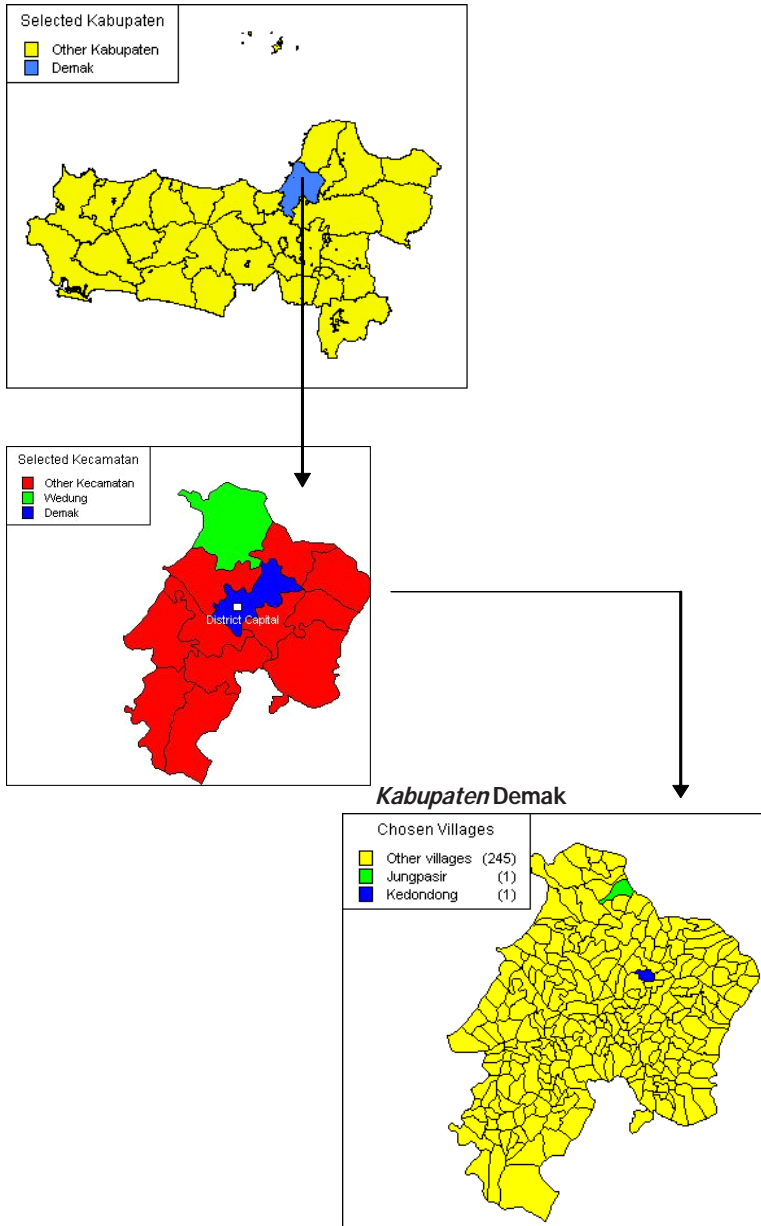 Selected Kabupaten
Other Kabupaten
Demak
Selected Kecamatan
Other Kecamatan
Wedung
Demak
District Capital
Kabupaten Demak
Chosen Villages
Other villages (245)
Jungpasir (1)
Kedondong (1)